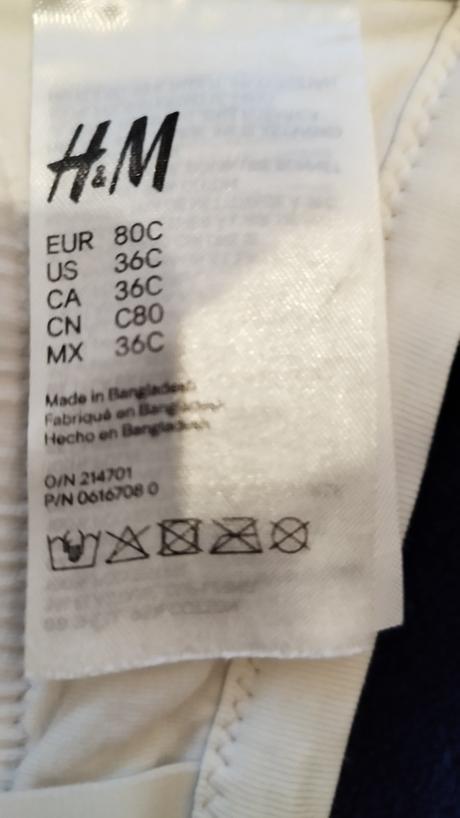 H&M
EUR 80C
US 36C
CA 36C
CN C80
MX 36C
Made in Bangladesh
Fabriqué en Bangladesh
Hecho en Bangladesh
O/N 214701
P/N 0616708 0